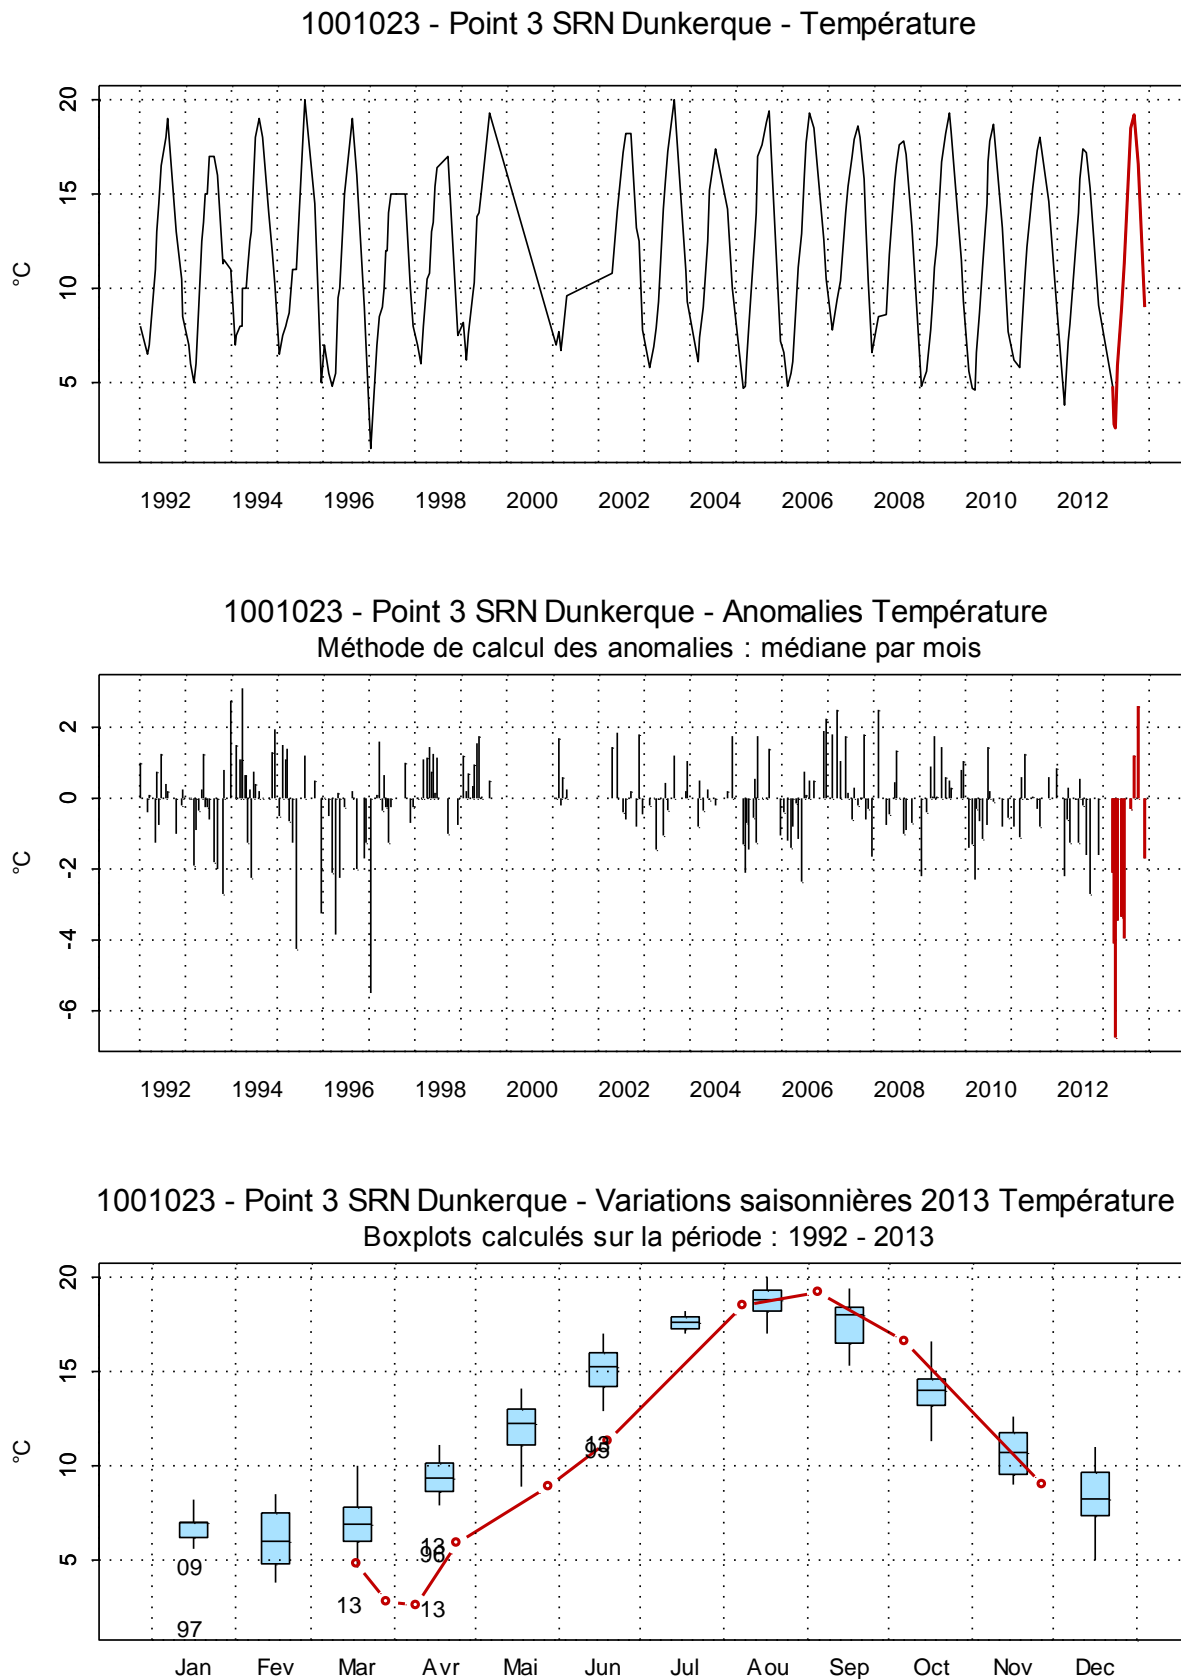 1001023 - Point 3 SRN Dunkerque - Température
20
15
10
5
°C
1992 1994 1996 1998 2000 2002 2004 2006 2008 2010 2012
1001023 - Point 3 SRN Dunkerque - Anomalies Température
Méthode de calcul des anomalies : médiane par mois
2
0
-2
-4
-6
°C
1992 1994 1996 1998 2000 2002 2004 2006 2008 2010 2012
1001023 - Point 3 SRN Dunkerque - Variations saisonnières 2013 Température
Boxplots calculés sur la période : 1992 - 2013
20
15
10
5
°C
13
95
13
96
09
13
13
97
Jan Fev Mar Avr Mai Jun Jul Aou Sep Oct Nov Dec